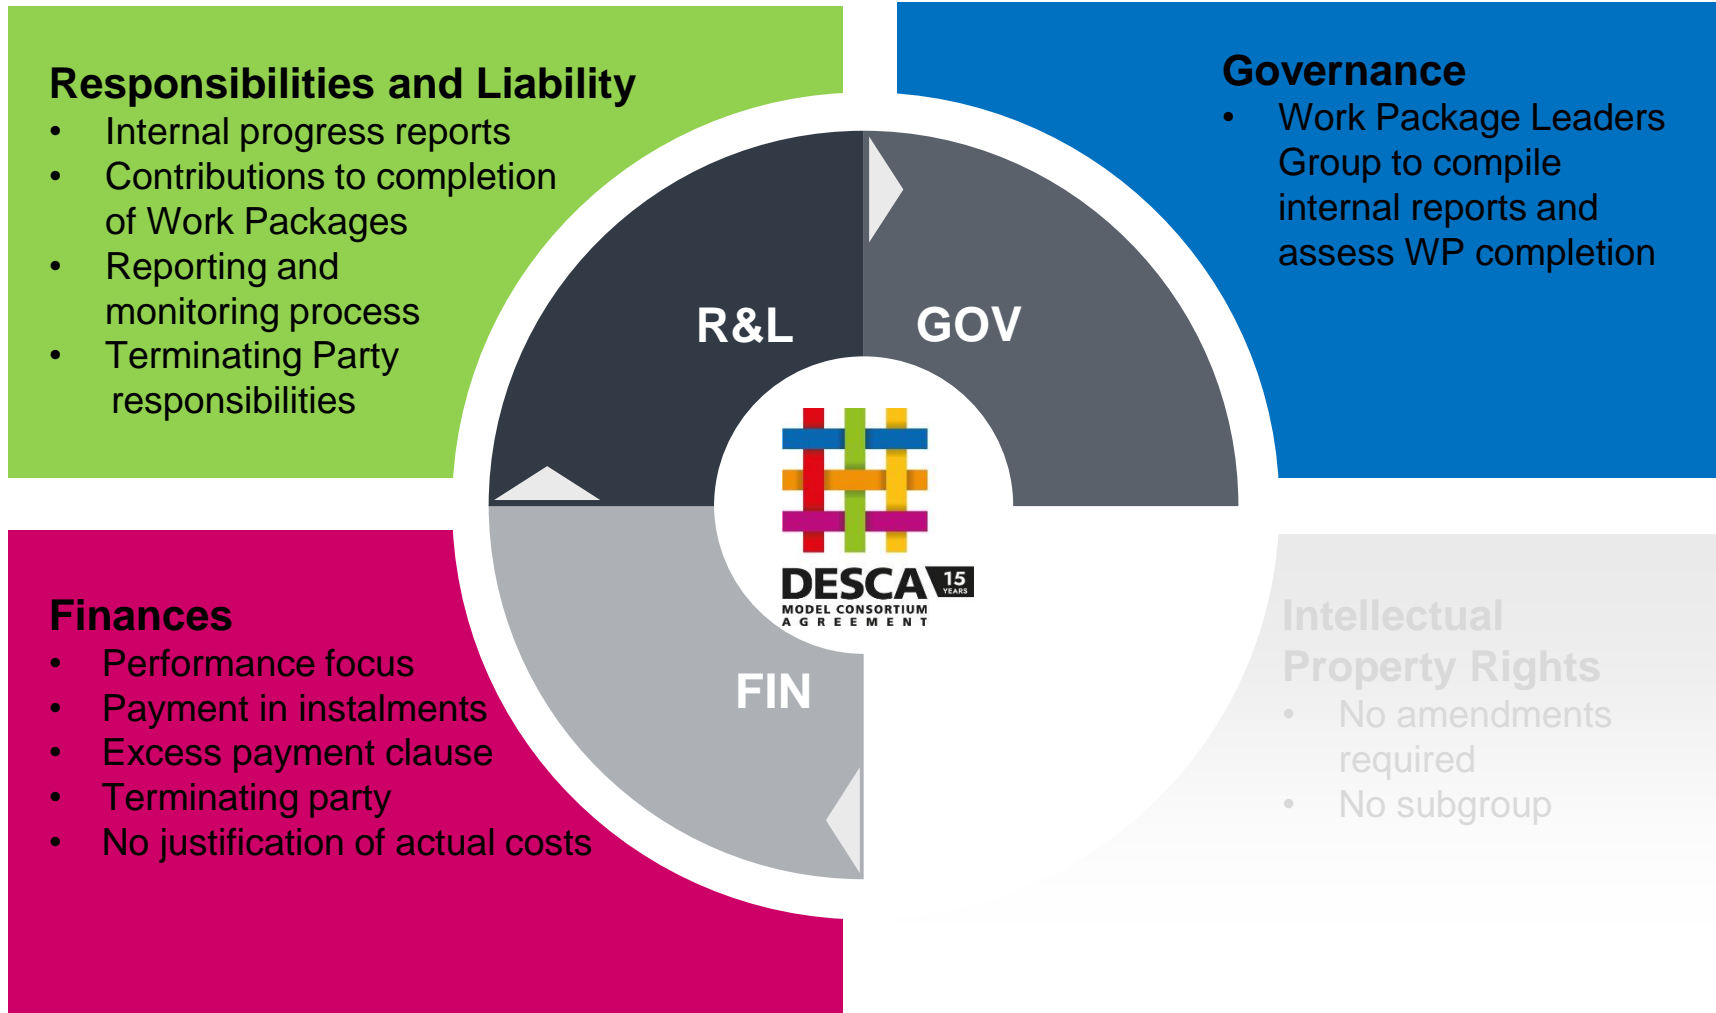 Responsibilities and Liability
• Internal progress reports
• Contributions to completion
of Work Packages
• Reporting and
monitoring process
• Terminating Party
responsibilities
Governance
• Work Package Leaders
Group to compile
internal reports and
assess WP completion
R&L
GOV
DESCA 15
YEARS
MODEL CONSORTIUM
AGREEMENT
FIN
Finances
• Performance focus
• Payment in instalments
• Excess payment clause
• Terminating party
• No justification of actual costs
Intellectual
Property Rights
• No amendments
required
• No subgroup